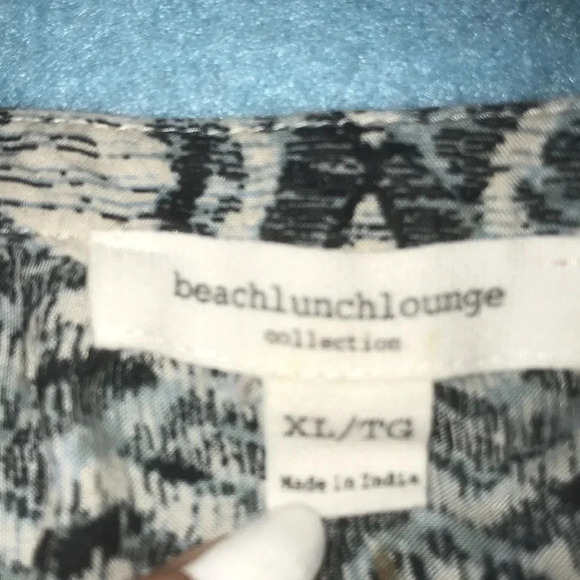 beachlunchlounge
collection
XL/TG
Made in India